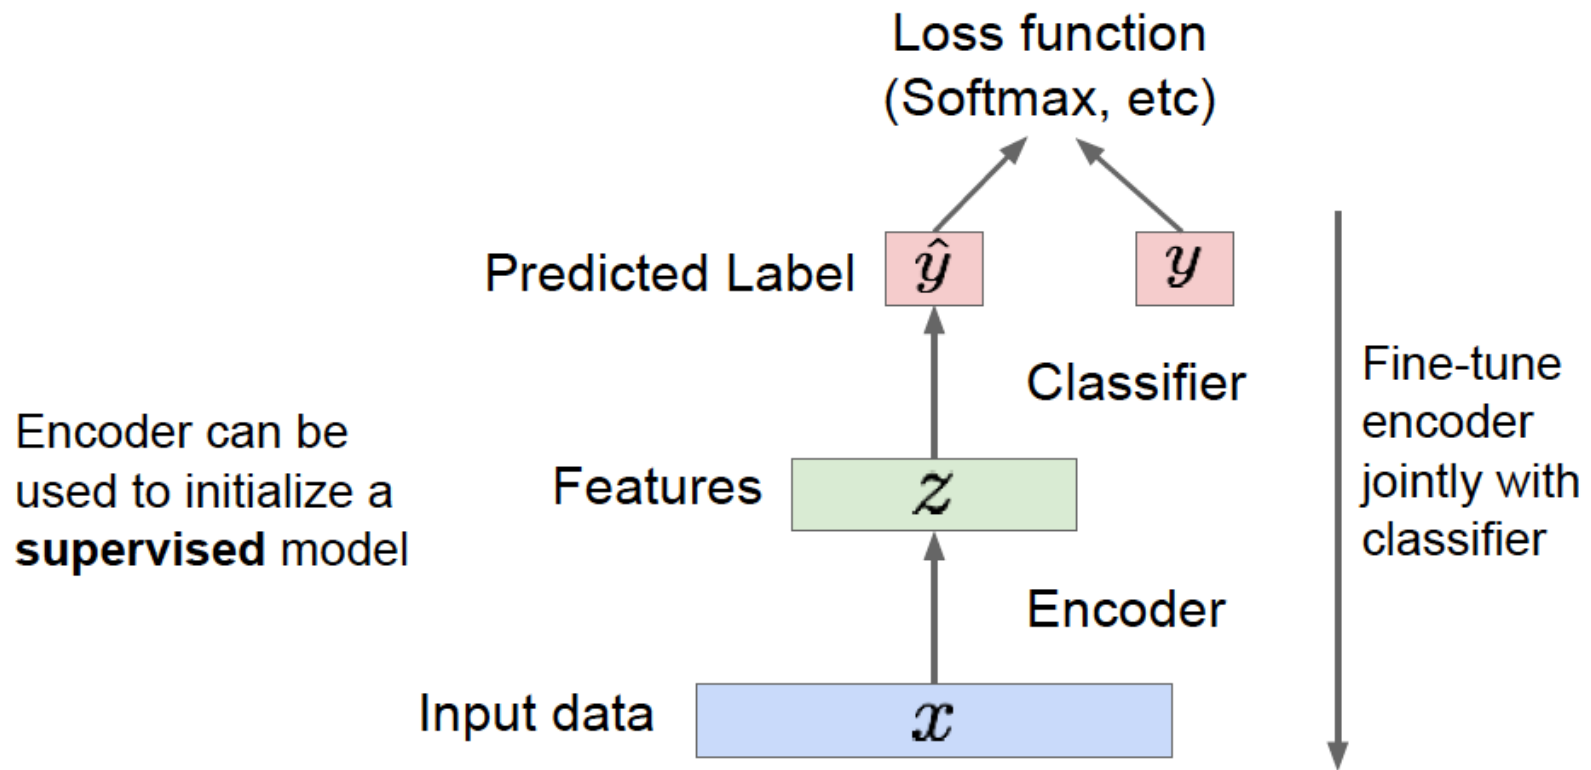 Loss function
(Softmax, etc)
Predicted Label
ŷ
y
Classifier
Fine-tune
encoder
jointly with
classifier
Encoder can be
used to initialize a
supervised model
Features
z
Encoder
Input data
x